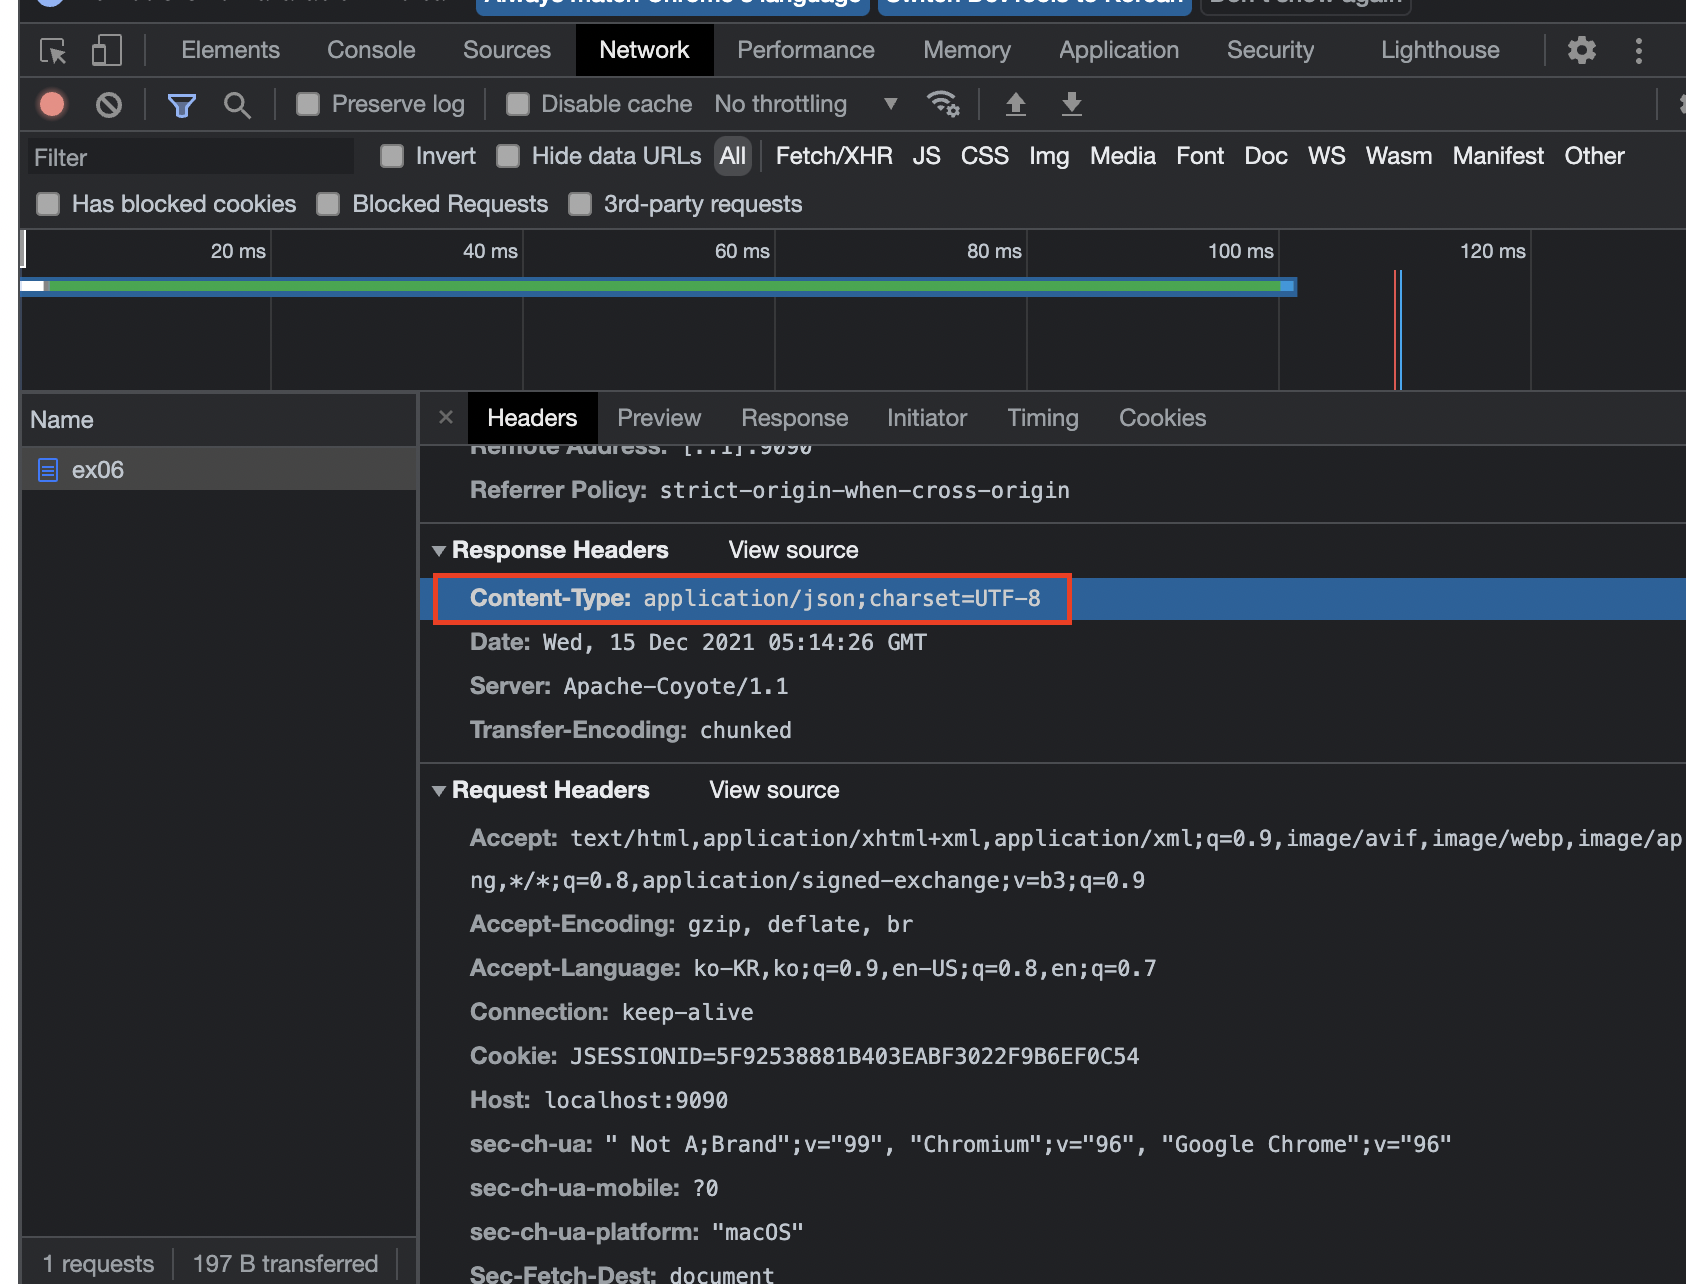 Always match Chrome's language Switch DevTools to Korean Don't show again
Elements Console Sources Network Performance Memory Application Security Lighthouse
Preserve log Disable cache No throttling
Filter Invert Hide data URLs All Fetch/XHR JS CSS Img Media Font Doc WS Wasm Manifest Other
Has blocked cookies Blocked Requests 3rd-party requests
20 ms 40 ms 60 ms 80 ms 100 ms 120 ms
Name
ex06
1 requests 197 B transferred
Headers Preview Response Initiator Timing Cookies
Remote Address: [::1]:9090
Referrer Policy: strict-origin-when-cross-origin
Response Headers View source
Content-Type: application/json;charset=UTF-8
Date: Wed, 15 Dec 2021 05:14:26 GMT
Server: Apache-Coyote/1.1
Transfer-Encoding: chunked
Request Headers View source
Accept: text/html,application/xhtml+xml,application/xml;q=0.9,image/avif,image/webp,image/ap
ng,*/*;q=0.8,application/signed-exchange;v=b3;q=0.9
Accept-Encoding: gzip, deflate, br
Accept-Language: ko-KR,ko;q=0.9,en-US;q=0.8,en;q=0.7
Connection: keep-alive
Cookie: JSESSIONID=5F92538881B403EABF3022F9B6EF0C54
Host: localhost:9090
sec-ch-ua: " Not A;Brand";v="99", "Chromium";v="96", "Google Chrome";v="96"
sec-ch-ua-mobile: ?0
sec-ch-ua-platform: "macOS"
Sec-Fetch-Dest: document